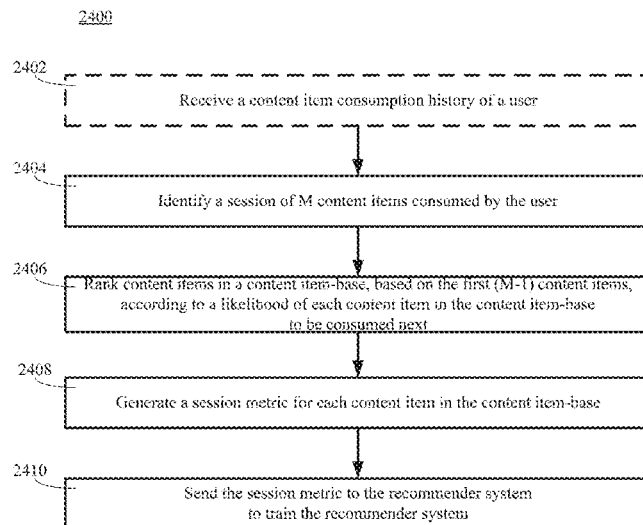 2400
2402
Receive a content item consumption history of a user
2404
Identify a session of M content items consumed by the user
2406
Rank content items in a content item-base, based on the first (M-1) content items,
according to a likelihood of each content item in the content item-base
to be consumed next
2408
Generate a session metric for each content item in the content item-base
2410
Send the session metric to the recommender system
to train the recommender system